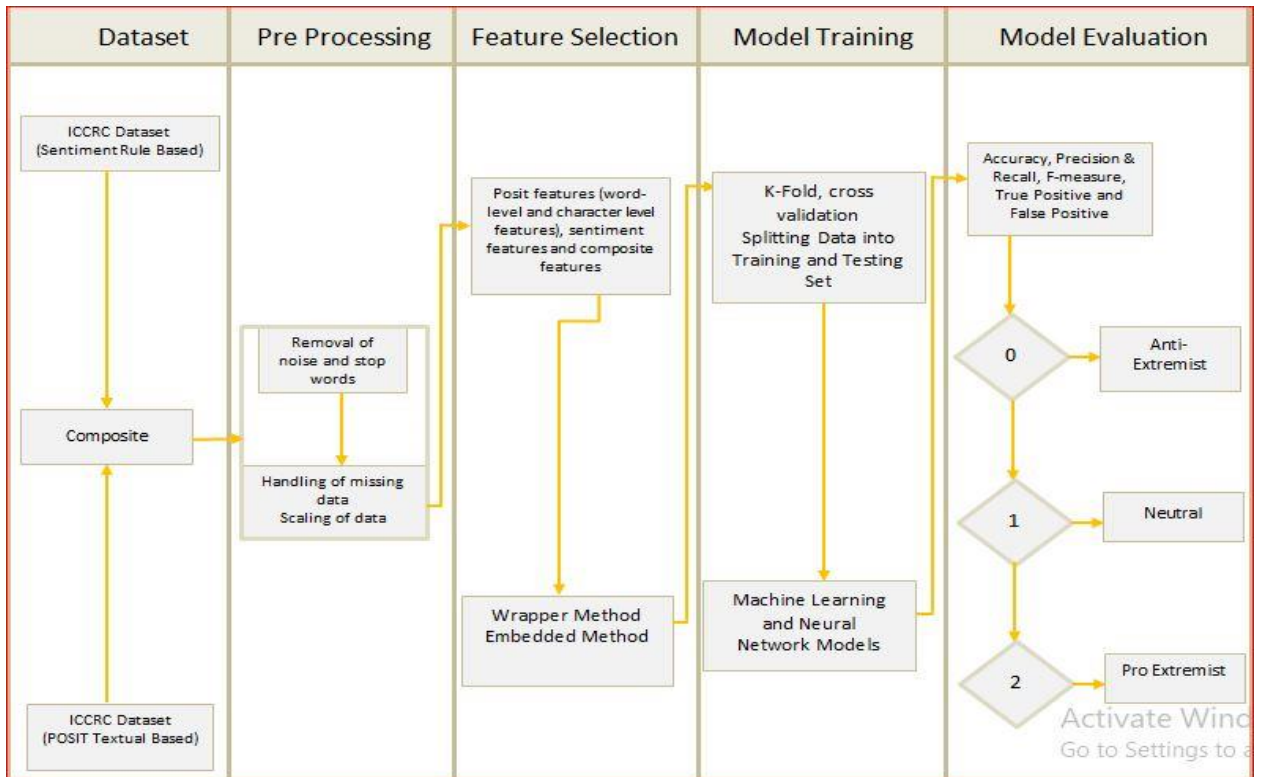 Dataset
Pre Processing
Feature Selection
Model Training
Model Evaluation
ICCRC Dataset
(Sentiment Rule Based)
Composite
ICCRC Dataset
(POSIT Textual Based)
Removal of
noise and stop
words
Handling of missing
data
Scaling of data
Posit features (word-
level and character level
features), sentiment
features and composite
features
Wrapper Method
Embedded Method
K-Fold, cross
validation
Splitting Data into
Training and Testing
Set
Machine Learning
and Neural
Network Models
Accuracy, Precision &
Recall, F-measure,
True Positive and
False Positive
0
Anti-
Extremist
1
Neutral
2
Pro Extremist
Activate Wind
Go to Settings to a